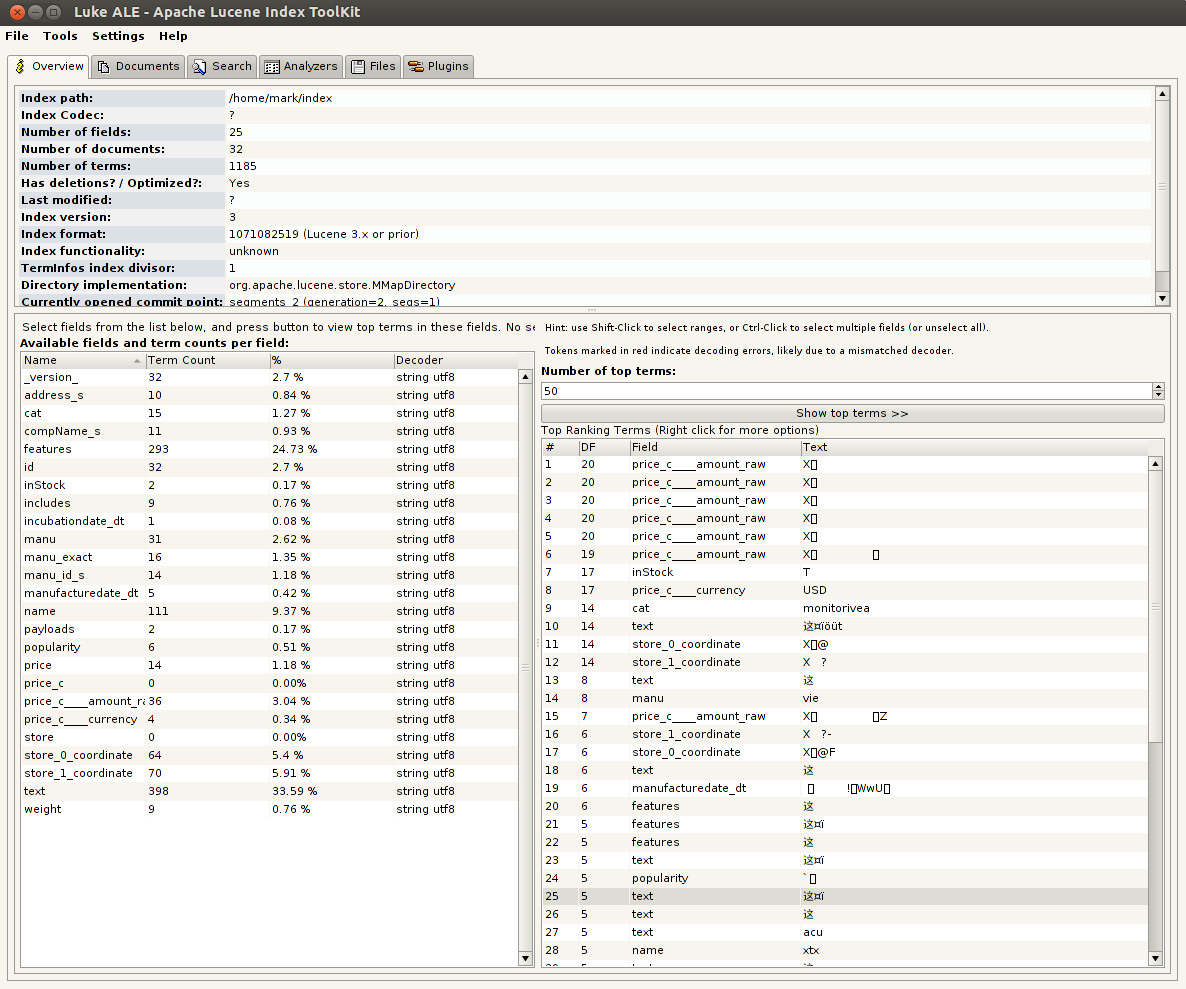 Luke ALE - Apache Lucene Index ToolKit
File Tools Settings Help
Overview Documents Search Analyzers Files Plugins
Index path: /home/mark/index
Index Codec: ?
Number of fields: 25
Number of documents: 32
Number of terms: 1185
Has deletions? / Optimized?: Yes
Last modified: ?
Index version: 3
Index format: 1071082519 (Lucene 3.x or prior)
Index functionality: unknown
TermInfos index divisor: 1
Directory implementation: org.apache.lucene.store.MMapDirectory
Currently opened commit point: segments_2 (generation=2, segs=1)
Select fields from the list below, and press button to view top terms in these fields. No se
Available fields and term counts per field:
Name Term Count % Decoder
_version_ 32 2.7 % string utf8
address_s 10 0.84 % string utf8
cat 15 1.27 % string utf8
compName_s 11 0.93 % string utf8
features 293 24.73 % string utf8
id 32 2.7 % string utf8
inStock 2 0.17 % string utf8
includes 9 0.76 % string utf8
incubationdate_dt 1 0.08 % string utf8
manu 31 2.62 % string utf8
manu_exact 16 1.35 % string utf8
manu_id_s 14 1.18 % string utf8
manufacturedate_dt 5 0.42 % string utf8
name 111 9.37 % string utf8
payloads 2 0.17 % string utf8
popularity 6 0.51 % string utf8
price 14 1.18 % string utf8
price_c 0 0.00% string utf8
price_c____amount_ra 36 3.04 % string utf8
price_c____currency 4 0.34 % string utf8
store 0 0.00% string utf8
store_0_coordinate 64 5.4 % string utf8
store_1_coordinate 70 5.91 % string utf8
text 398 33.59 % string utf8
weight 9 0.76 % string utf8
Hint: use Shift-Click to select ranges, or Ctrl-Click to select multiple fields (or unselect all).
Tokens marked in red indicate decoding errors, likely due to a mismatched decoder.
Number of top terms:
50
Show top terms >>
Top Ranking Terms (Right click for more options)
# DF Field Text
1 20 price_c____amount_raw X▯
2 20 price_c____amount_raw X▯
3 20 price_c____amount_raw X▯
4 20 price_c____amount_raw X▯
5 20 price_c____amount_raw X▯
6 19 price_c____amount_raw X▯ ▯
7 17 inStock T
8 17 price_c____currency USD
9 14 cat monitorivea
10 14 text 这¤ïöüt
11 14 store_0_coordinate X▯@
12 14 store_1_coordinate X ?
13 8 text 这
14 8 manu vie
15 7 price_c____amount_raw X▯ ▯Z
16 6 store_1_coordinate X ?-
17 6 store_0_coordinate X▯@F
18 6 text 这
19 6 manufacturedate_dt ▯ !▯WwU▯
20 6 features 这
21 5 features 这¤ï
22 5 features 这
23 5 text 这¤ï
24 5 popularity `▯
25 5 text 这¤ï
26 5 text 这
27 5 text acu
28 5 name xtx